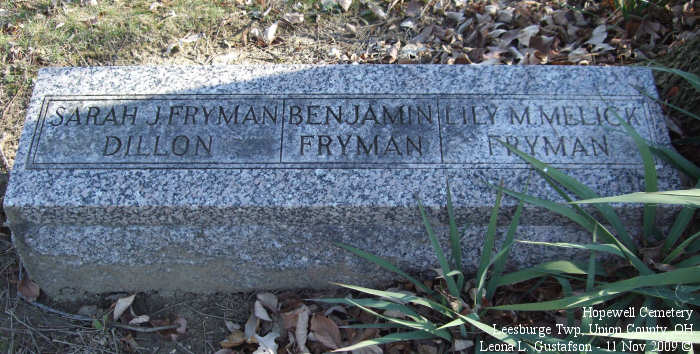 SARAH J. FRYMAN
DILLON
BENJAMIN
FRYMAN
LILY M. MELICK
FRYMAN
Hopewell Cemetery
Leesburge Twp, Union County, OH
Leona L. Gustafson - 11 Nov 2009 ©